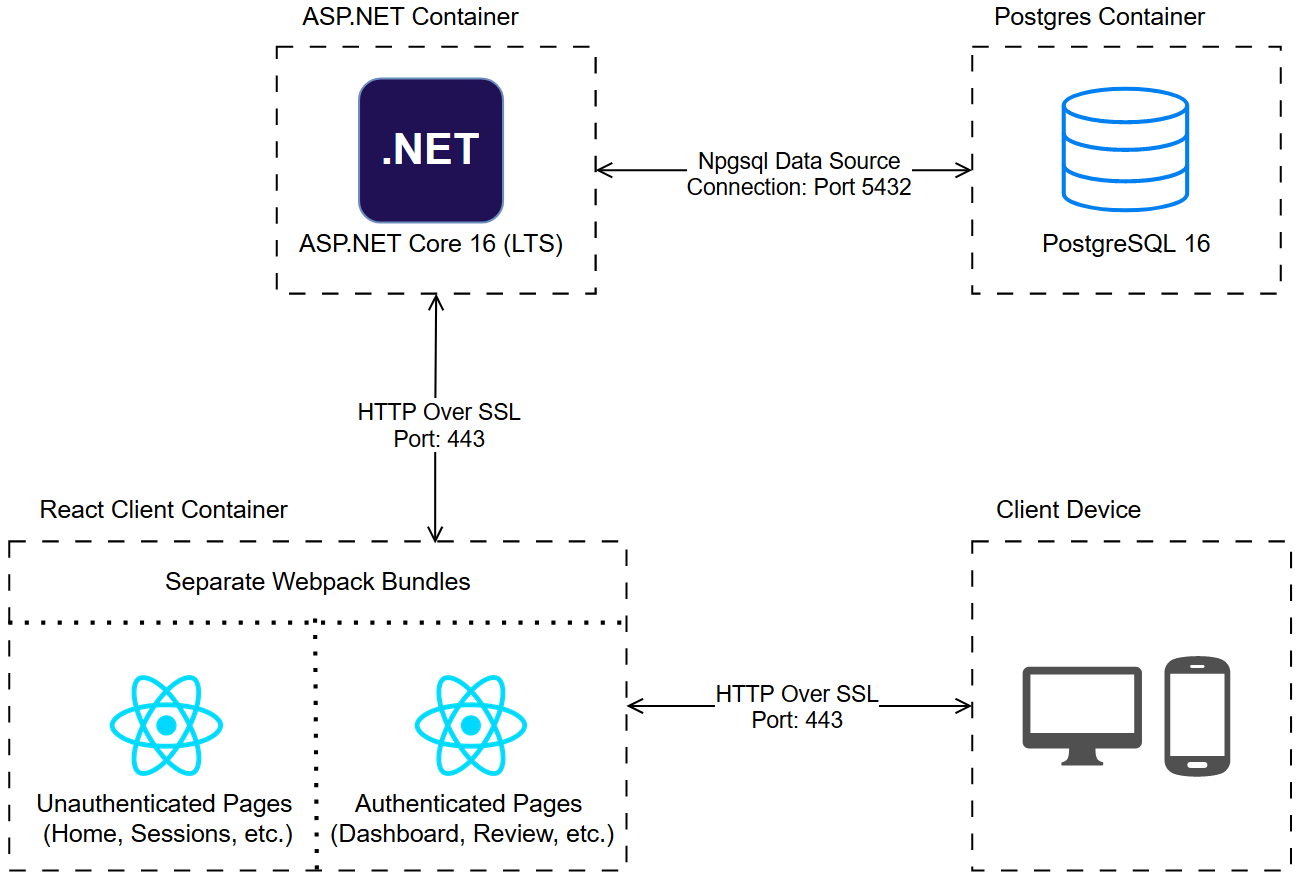 ASP.NET Container
Postgres Container
.NET
ASP.NET Core 16 (LTS)
Npgsql Data Source
Connection: Port 5432
PostgreSQL 16
HTTP Over SSL
Port: 443
React Client Container
Client Device
Separate Webpack Bundles
Unauthenticated Pages
(Home, Sessions, etc.)
Authenticated Pages
(Dashboard, Review, etc.)
HTTP Over SSL
Port: 443